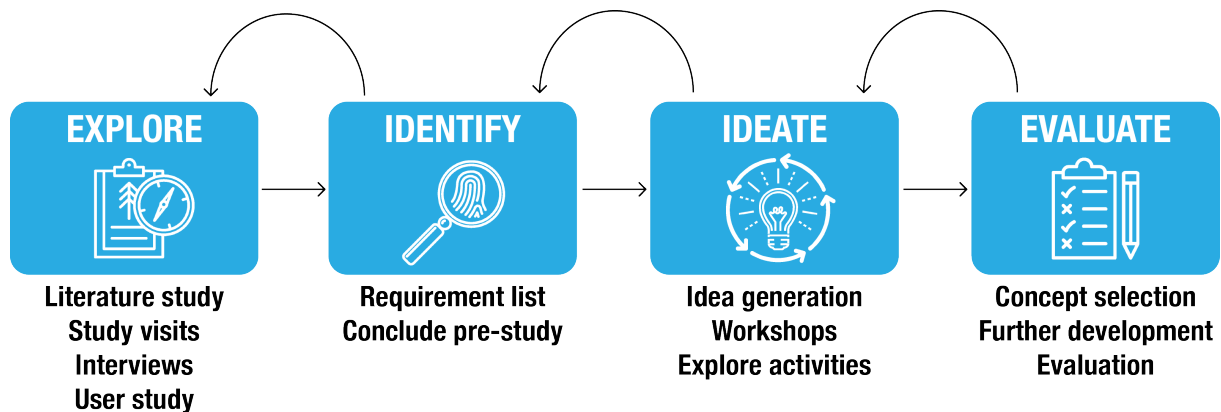 EXPLORE
Literature study
Study visits
Interviews
User study
IDENTIFY
Requirement list
Conclude pre-study
IDEATE
Idea generation
Workshops
Explore activities
EVALUATE
Concept selection
Further development
Evaluation